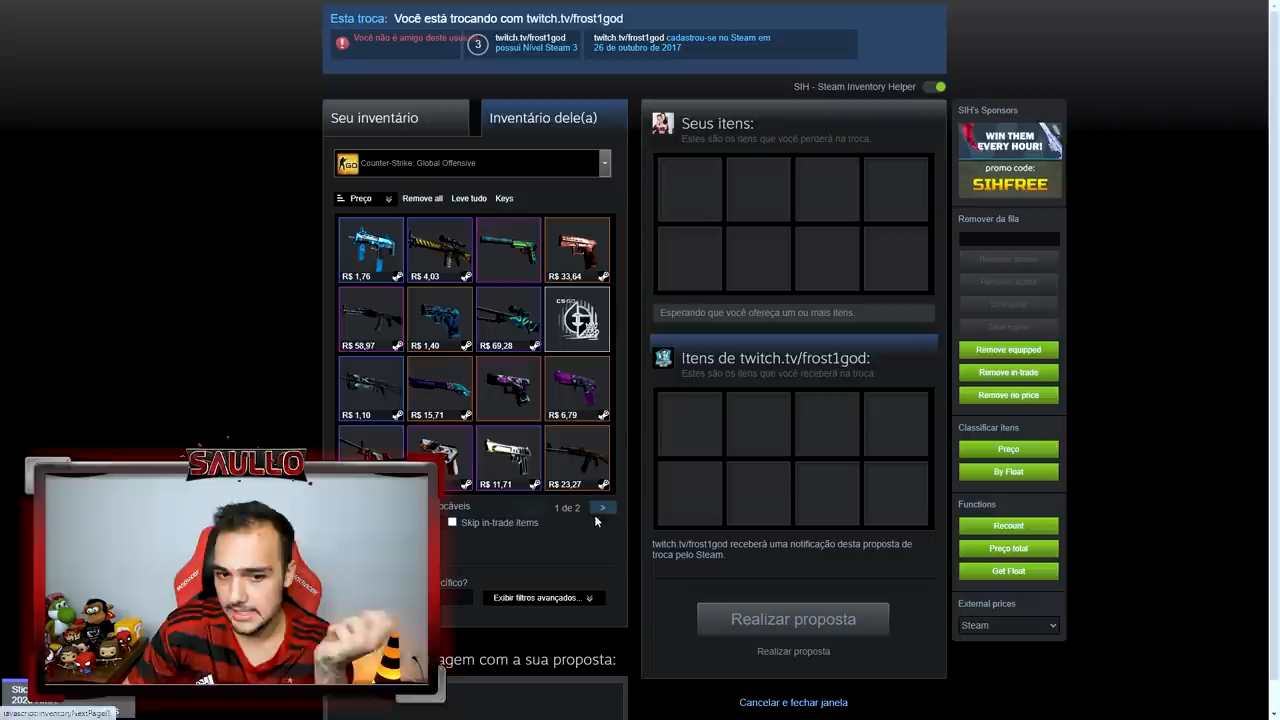 Esta troca: Você está trocando com twitch.tv/frost1god
Você não é amigo deste
3
twitch.tv/frost1god
possui Nível Steam 3
twitch.tv/frost1god cadastrou-se no Steam em
26 de outubro de 2017
SIH - Steam Inventory Helper
Seu inventário
Inventário dele(a)
Counter-Strike: Global Offensive
Preço
Remove all
Leve tudo
Keys
R$ 1,76
R$ 4,03
R$ 33,64
R$ 58,97
R$ 1,40
R$ 69,28
CS:GO
R$ 1,10
R$ 15,71
R$ 6,79
R$ 11,71
R$ 23,27
ocáveis
1 de 2
>
Skip in-trade items
ecífico?
Exibir filtros avançados...
agem com a sua proposta:
Seus itens:
Estes são os itens que você perderá na troca.
Esperando que você ofereça um ou mais itens.
Itens de twitch.tv/frost1god:
Estes são os itens que você receberá na troca.
twitch.tv/frost1god receberá uma notificação desta proposta de
troca pelo Steam.
Realizar proposta
Realizar proposta
Cancelar e fechar janela
SIH's Sponsors
WIN THEM
EVERY HOUR!
promo code:
SIHFREE
Remover da fila
Remove equipped
Remove in-trade
Remove no price
Classificar itens
Preço
By Float
Functions
Recount
Preço total
Get Float
External prices
Steam
SAULLO